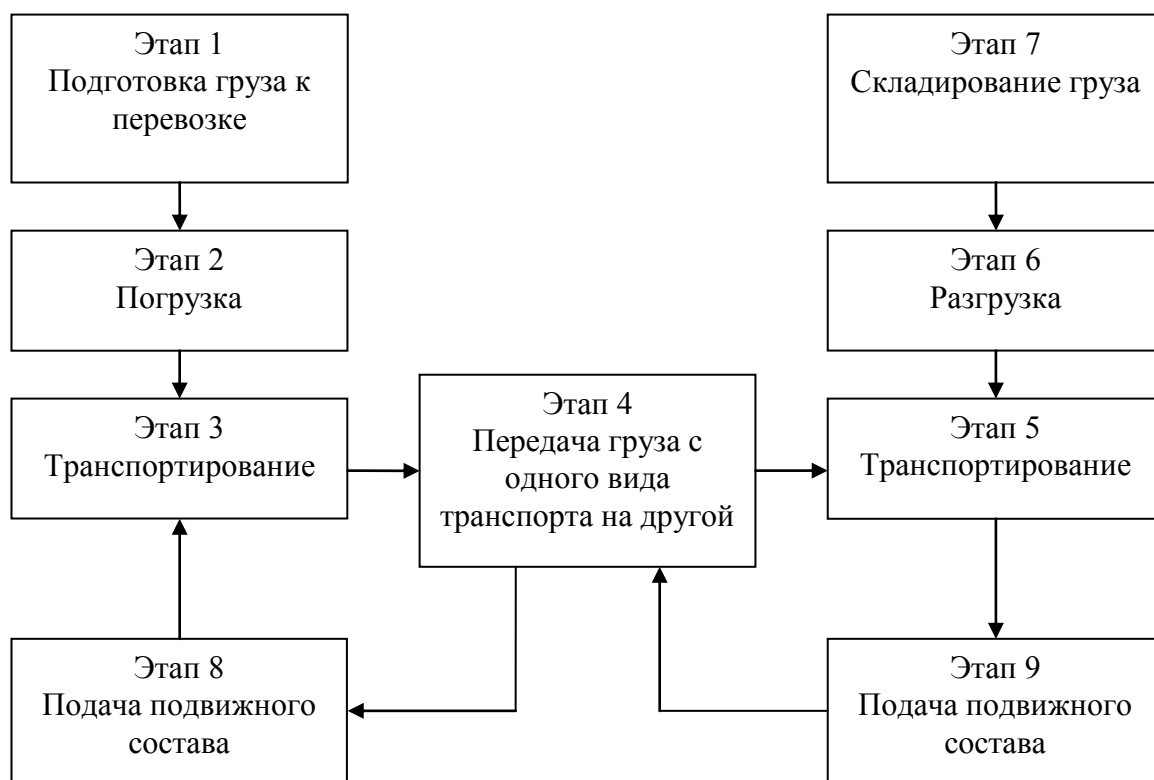 Этап 1
Подготовка груза к
перевозке
Этап 7
Складирование груза
Этап 2
Погрузка
Этап 6
Разгрузка
Этап 3
Транспортирование
Этап 4
Передача груза с
одного вида
транспорта на другой
Этап 5
Транспортирование
Этап 8
Подача подвижного
состава
Этап 9
Подача подвижного
состава